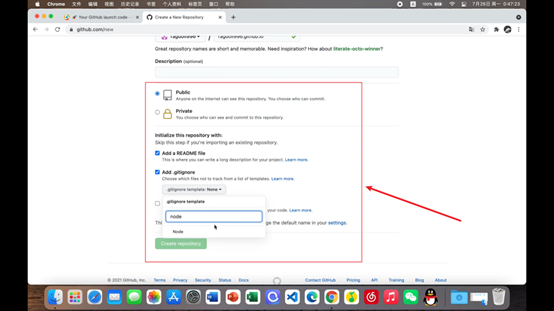 Chrome 文件 编辑 视图 历史记录 书签 个人资料 标签页 窗口 帮助
100% 7月26日 周一 0:47:23
Your GitHub launch code
Create a New Repository
github.com/new
Great repository names are short and memorable. Need inspiration? How about literate-octo-winner?
Description (optional)
Public
Anyone on the internet can see this repository. You choose who can commit.
Private
You choose who can see and commit to this repository.
Initialize this repository with:
Skip this step if you're importing an existing repository.
Add a README file
This is where you can write a long description for your project. Learn more.
Add .gitignore
Choose which files not to track from a list of templates. Learn more.
.gitignore template: None
.gitignore template
node
your code. Learn more.
Node
ge the default name in your settings.
Create repository
© 2021 GitHub, Inc. Terms Privacy Security Status Docs Contact GitHub Pricing API Training Blog About